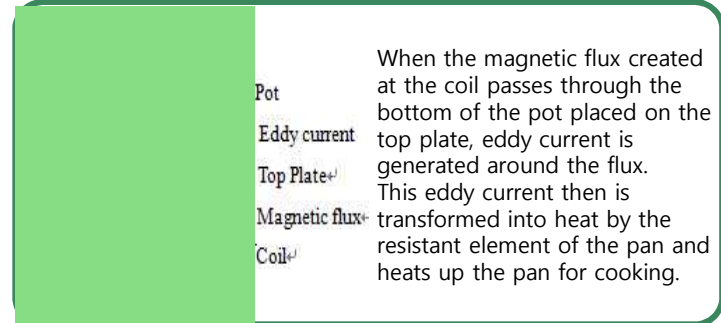 Pot
Eddy current
Top Plate↵
Magnetic flux↵
Coil↵
When the magnetic flux created
at the coil passes through the
bottom of the pot placed on the
top plate, eddy current is
generated around the flux.
This eddy current then is
transformed into heat by the
resistant element of the pan and
heats up the pan for cooking.